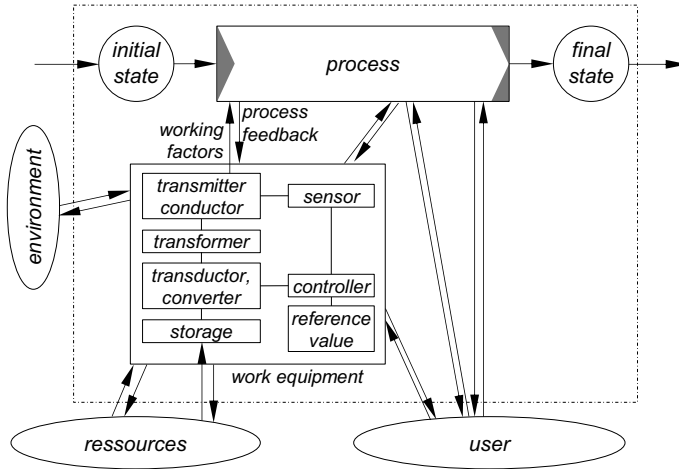 initial
state
process
final
state
process
feedback
working
factors
environment
transmitter
conductor
sensor
transformer
transductor,
converter
controller
storage
reference
value
work equipment
ressources
user